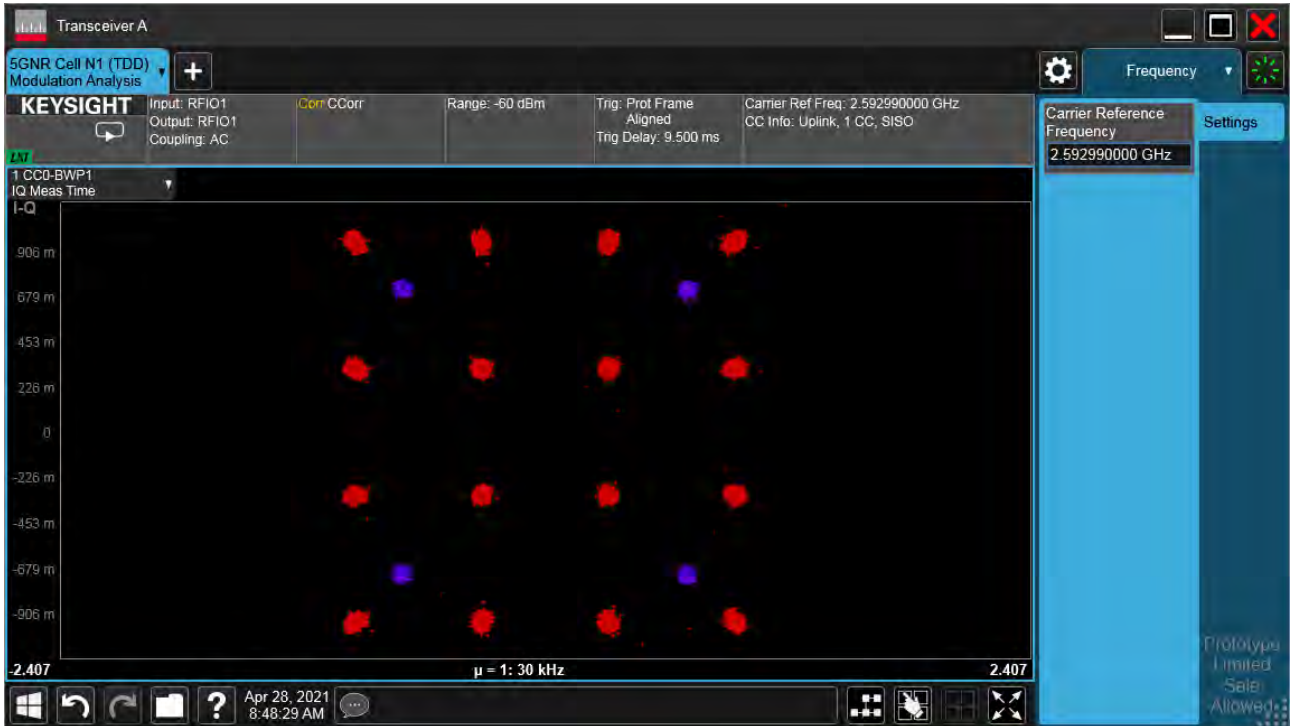 Transceiver A
5GNR Cell N1 (TDD)
Modulation Analysis
+
Frequency
KEYSIGHT
LXI
Input: RFIO1
Output: RFIO1
Coupling: AC
Corr CCorr
Range: -60 dBm
Trig: Prot Frame
Aligned
Trig Delay: 9.500 ms
Carrier Ref Freq: 2.592990000 GHz
CC Info: Uplink, 1 CC, SISO
Carrier Reference
Frequency
2.592990000 GHz
Settings
1 CC0-BWP1
IQ Meas Time
I-Q
906 m
679 m
453 m
226 m
0
-226 m
-453 m
-679 m
-906 m
-2.407
µ = 1: 30 kHz
2.407
?
Apr 28, 2021
8:48:29 AM
Prototype
Limited
Sale
Allowed